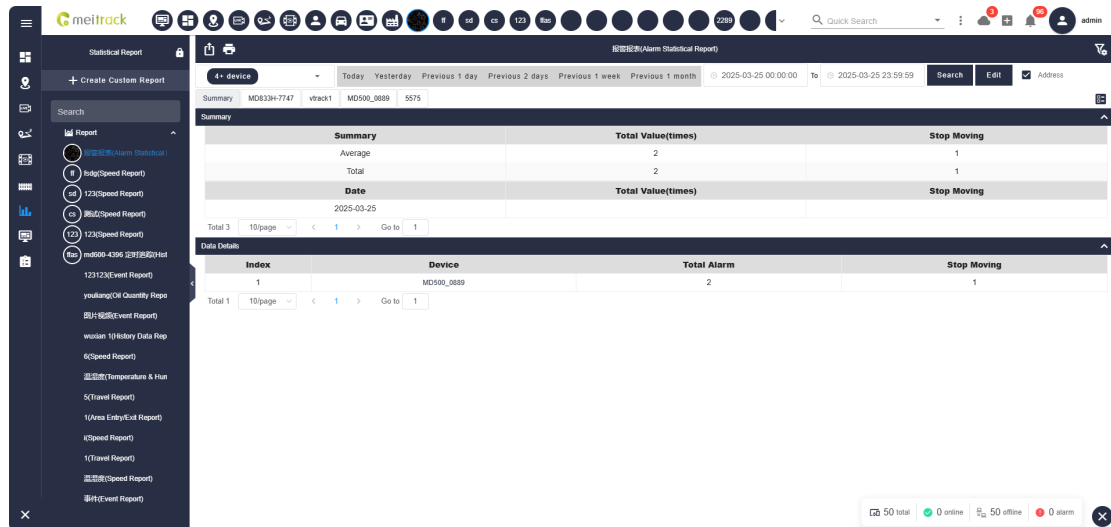 meitrack ff sd cs 123 ffas 2289 Quick Search 3 96 admin
Statistical Report 报警报表(Alarm Statistical Report)
+ Create Custom Report 4+ device Today Yesterday Previous 1 day Previous 2 days Previous 1 week Previous 1 month 2025-03-25 00:00:00 To 2025-03-25 23:59:59 Search Edit Address
Search
Summary MD833H-7747 vtrack1 MD500_0889 5575
Report
报警报表(Alarm Statistical
ff fsdg(Speed Report)
sd 123(Speed Report)
cs 测试(Speed Report)
123 123(Speed Report)
ffas md600-4396 定时追踪(Hist
123123(Event Report)
youliang(Oil Quantity Repo
图片视频(Event Report)
wuxian 1(History Data Rep
6(Speed Report)
温湿度(Temperature & Hun
5(Travel Report)
1(Area Entry/Exit Report)
i(Speed Report)
1(Travel Report)
温湿度(Speed Report)
事件(Event Report)
Summary
Summary Total Value(times) Stop Moving
Average 2 1
Total 2 1
Date Total Value(times) Stop Moving
2025-03-25
Total 3 10/page < 1 > Go to 1
Data Details
Index Device Total Alarm Stop Moving
1 MD500_0889 2 1
Total 1 10/page < 1 > Go to 1
50 total 0 online 50 offline 0 alarm